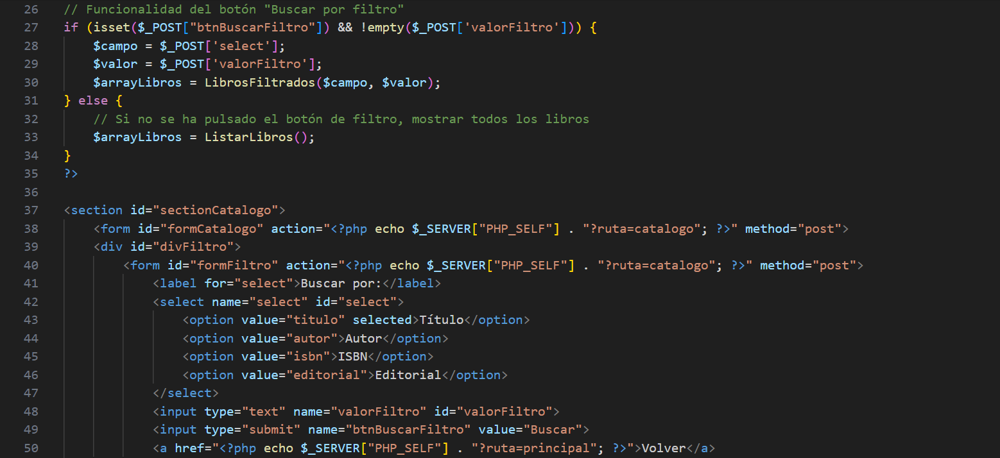 26 // Funcionalidad del botón "Buscar por filtro"
27 if (isset($_POST["btnBuscarFiltro"]) && !empty($_POST['valorFiltro'])) {
28     $campo = $_POST['select'];
29     $valor = $_POST['valorFiltro'];
30     $arrayLibros = LibrosFiltrados($campo, $valor);
31 } else {
32     // Si no se ha pulsado el botón de filtro, mostrar todos los libros
33     $arrayLibros = ListarLibros();
34 }
35 ?>
36
37 <section id="sectionCatalogo">
38     <form id="formCatalogo" action="<?php echo $_SERVER["PHP_SELF"] . "?ruta=catalogo"; ?>" method="post">
39     <div id="divFiltro">
40         <form id="formFiltro" action="<?php echo $_SERVER["PHP_SELF"] . "?ruta=catalogo"; ?>" method="post">
41             <label for="select">Buscar por:</label>
42             <select name="select" id="select">
43                 <option value="titulo" selected>Título</option>
44                 <option value="autor">Autor</option>
45                 <option value="isbn">ISBN</option>
46                 <option value="editorial">Editorial</option>
47             </select>
48             <input type="text" name="valorFiltro" id="valorFiltro">
49             <input type="submit" name="btnBuscarFiltro" value="Buscar">
50             <a href="<?php echo $_SERVER["PHP_SELF"] . "?ruta=principal"; ?>">Volver</a>